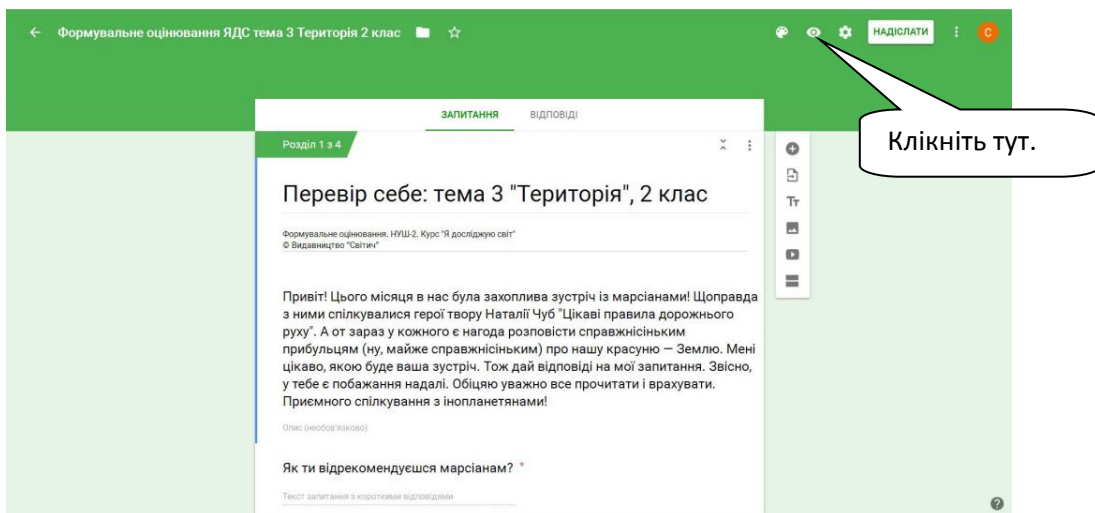 Формувальне оцінювання ЯДС тема 3 Територія 2 клас
НАДІСЛАТИ
С
Клікніть тут.
ЗАПИТАННЯ ВІДПОВІДІ
Розділ 1 з 4
Перевір себе: тема 3 "Територія", 2 клас
Формувальне оцінювання. НУШ-2. Курс "Я досліджую світ"
© Видавництво "Світич"
Привіт! Цього місяця в нас була захоплива зустріч із марсіанами! Щоправда
з ними спілкувалися герої твору Наталії Чуб "Цікаві правила дорожнього
руху". А от зараз у кожного є нагода розповісти справжнісіньким
прибульцям (ну, майже справжнісіньким) про нашу красуню — Землю. Мені
цікаво, якою буде ваша зустріч. Тож дай відповіді на мої запитання. Звісно,
у тебе є побажання надалі. Обіцяю уважно все прочитати і врахувати.
Приємного спілкування з інопланетянами!
Опис (необов'язково)
Як ти відрекомендуєшся марсіанам? *
Текст запитання з короткими відповідями